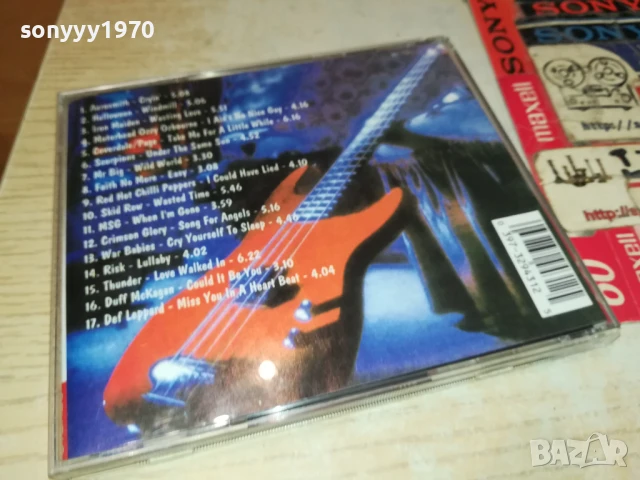 sonyyy1970
1. Aerosmith - Cryin' 5.08
2. Helloween - Windmill 5.06
3. Iron Maiden - Wasting Love 5.51
4. Motorhead Ozzy Ozbourne - I Ain't No Nice Guy 4.16
5. Coverdale/Page - Take Me For A Little While 6.16
6. Scorpions - Under The Same Sun 4.52
7. Mr Big - Wild World 3.30
8. Faith No More - Easy 3.08
9. Red Hot Chilli Peppers - I Could Have Lied 4.10
10. Skid Row - Wasted Time 5.46
11. MSG - When I'm Gone 3.59
12. Crimson Glory - Song For Angels 5.16
13. War Babies - Cry Yourself To Sleep 4.46
14. Risk - Lullaby 4.02
15. Thunder - Love Walked In 6.22
16. Duff McKagan - Could It Be You 3.10
17. Def Leppard - Miss You In A Heart Beat 4.04
SONY
maxell
SONY
SONY
http://
maxell
90
BAZAR